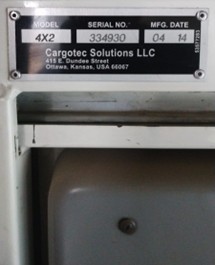 MODEL SERIAL NO. MFG. DATE
4X2 334930 04 14
Cargotec Solutions LLC
415 E. Dundee Street
Ottawa, Kansas, USA 66067